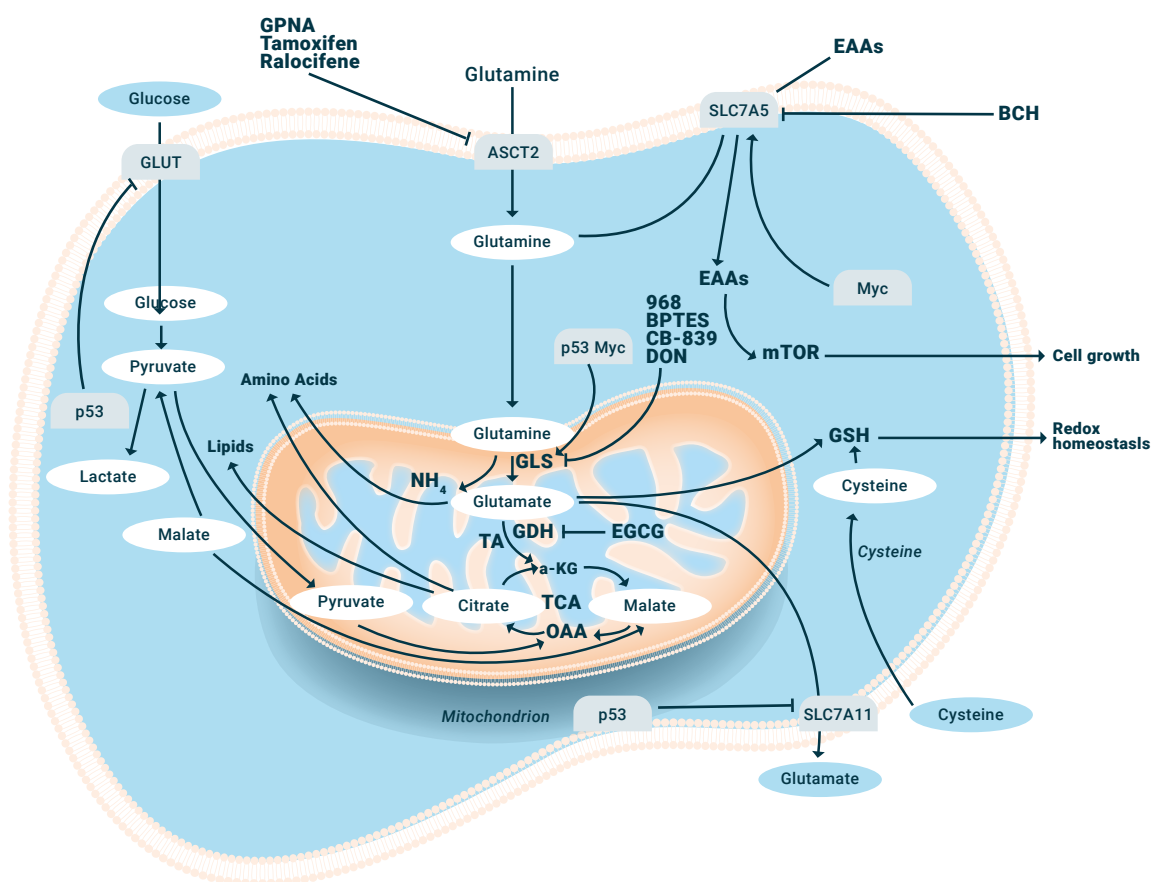 GPNA
Tamoxifen
Ralocifene
EAAs
Glutamine
Glucose
SLC7A5
BCH
ASCT2
GLUT
Glutamine
EAAs
Myc
Glucose
968
BPTES
CB-839
DON
p53 Myc
mTOR
Cell growth
Pyruvate
Amino Acids
p53
Glutamine
GSH
Redox
homeostasls
Lipids
GLS
Lactate
NH4
Cysteine
Glutamate
Malate
TA
GDH
EGCG
Cysteine
a-KG
Pyruvate
Citrate
TCA
Malate
OAA
Mitochondrion
p53
SLC7A11
Cysteine
Glutamate